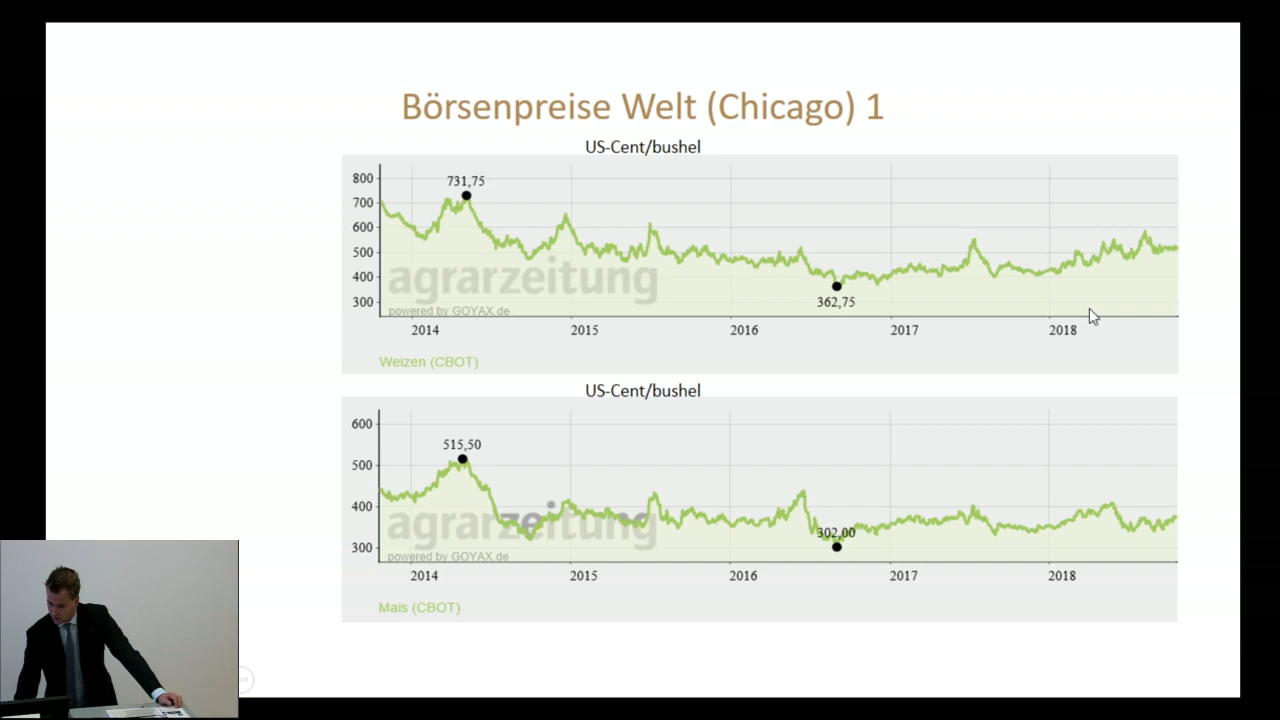 Börsenpreise Welt (Chicago) 1
US-Cent/bushel
800
700
600
500
400
300
731,75
362,75
agrarzeitung
powered by GOYAX.de
2014 2015 2016 2017 2018
Weizen (CBOT)
US-Cent/bushel
600
500
400
300
515,50
302,00
agrarzeitung
powered by GOYAX.de
2014 2015 2016 2017 2018
Mais (CBOT)